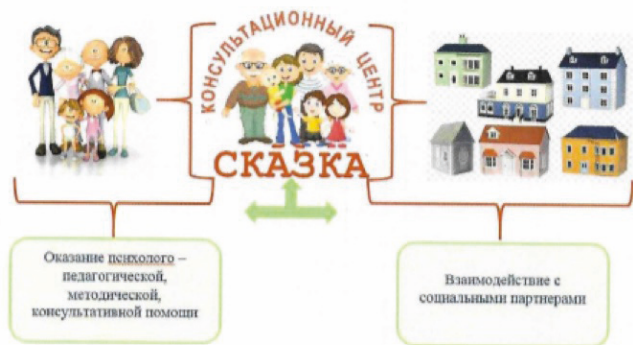 КОНСУЛЬТАЦИОННЫЙ ЦЕНТР
СКАЗКА
Оказание психолого –
педагогической,
методической,
консультативной помощи
Взаимодействие с
социальными партнерами